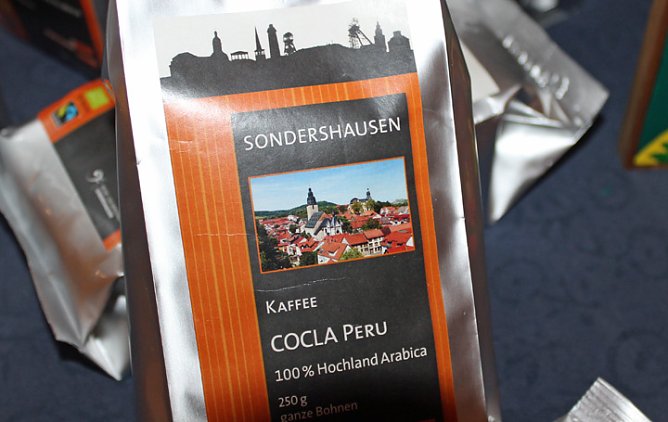 SONDERSHAUSEN
KAFFEE
COCLA PERU
100 % Hochland Arabica
250 g
ganze Bohnen